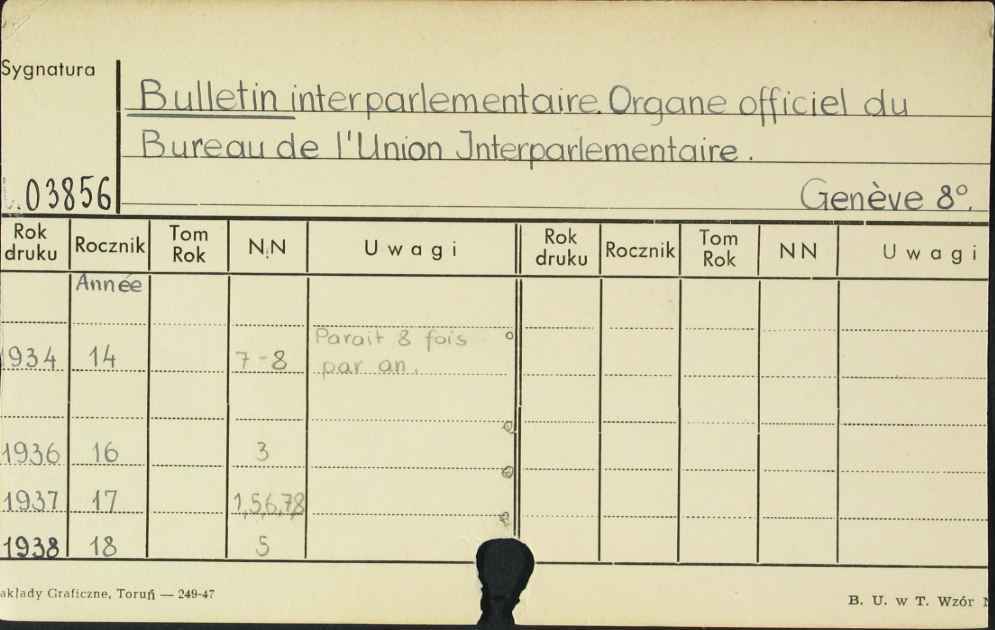 Sygnatura
Bulletin interparlementaire. Organe officiel du
Bureau de l'Union Interparlementaire.
03856
Genève 8°.
Rok druku Rocznik Tom Rok N.N Uwagi Rok druku Rocznik Tom Rok NN Uwagi
Année
Parait 8 fois
1934 14 7-8 par an.
1936 16 3
1937 17 1,5,6,7,8
1938 18 5
akłady Graficzne, Toruń — 249-47
B. U. w T. Wzór